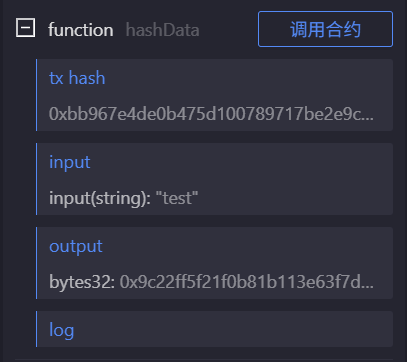 function hashData 调用合约
tx hash
0xbb967e4de0b475d100789717be2e9c...
input
input(string): "test"
output
bytes32: 0x9c22ff5f21f0b81b113e63f7d...
log